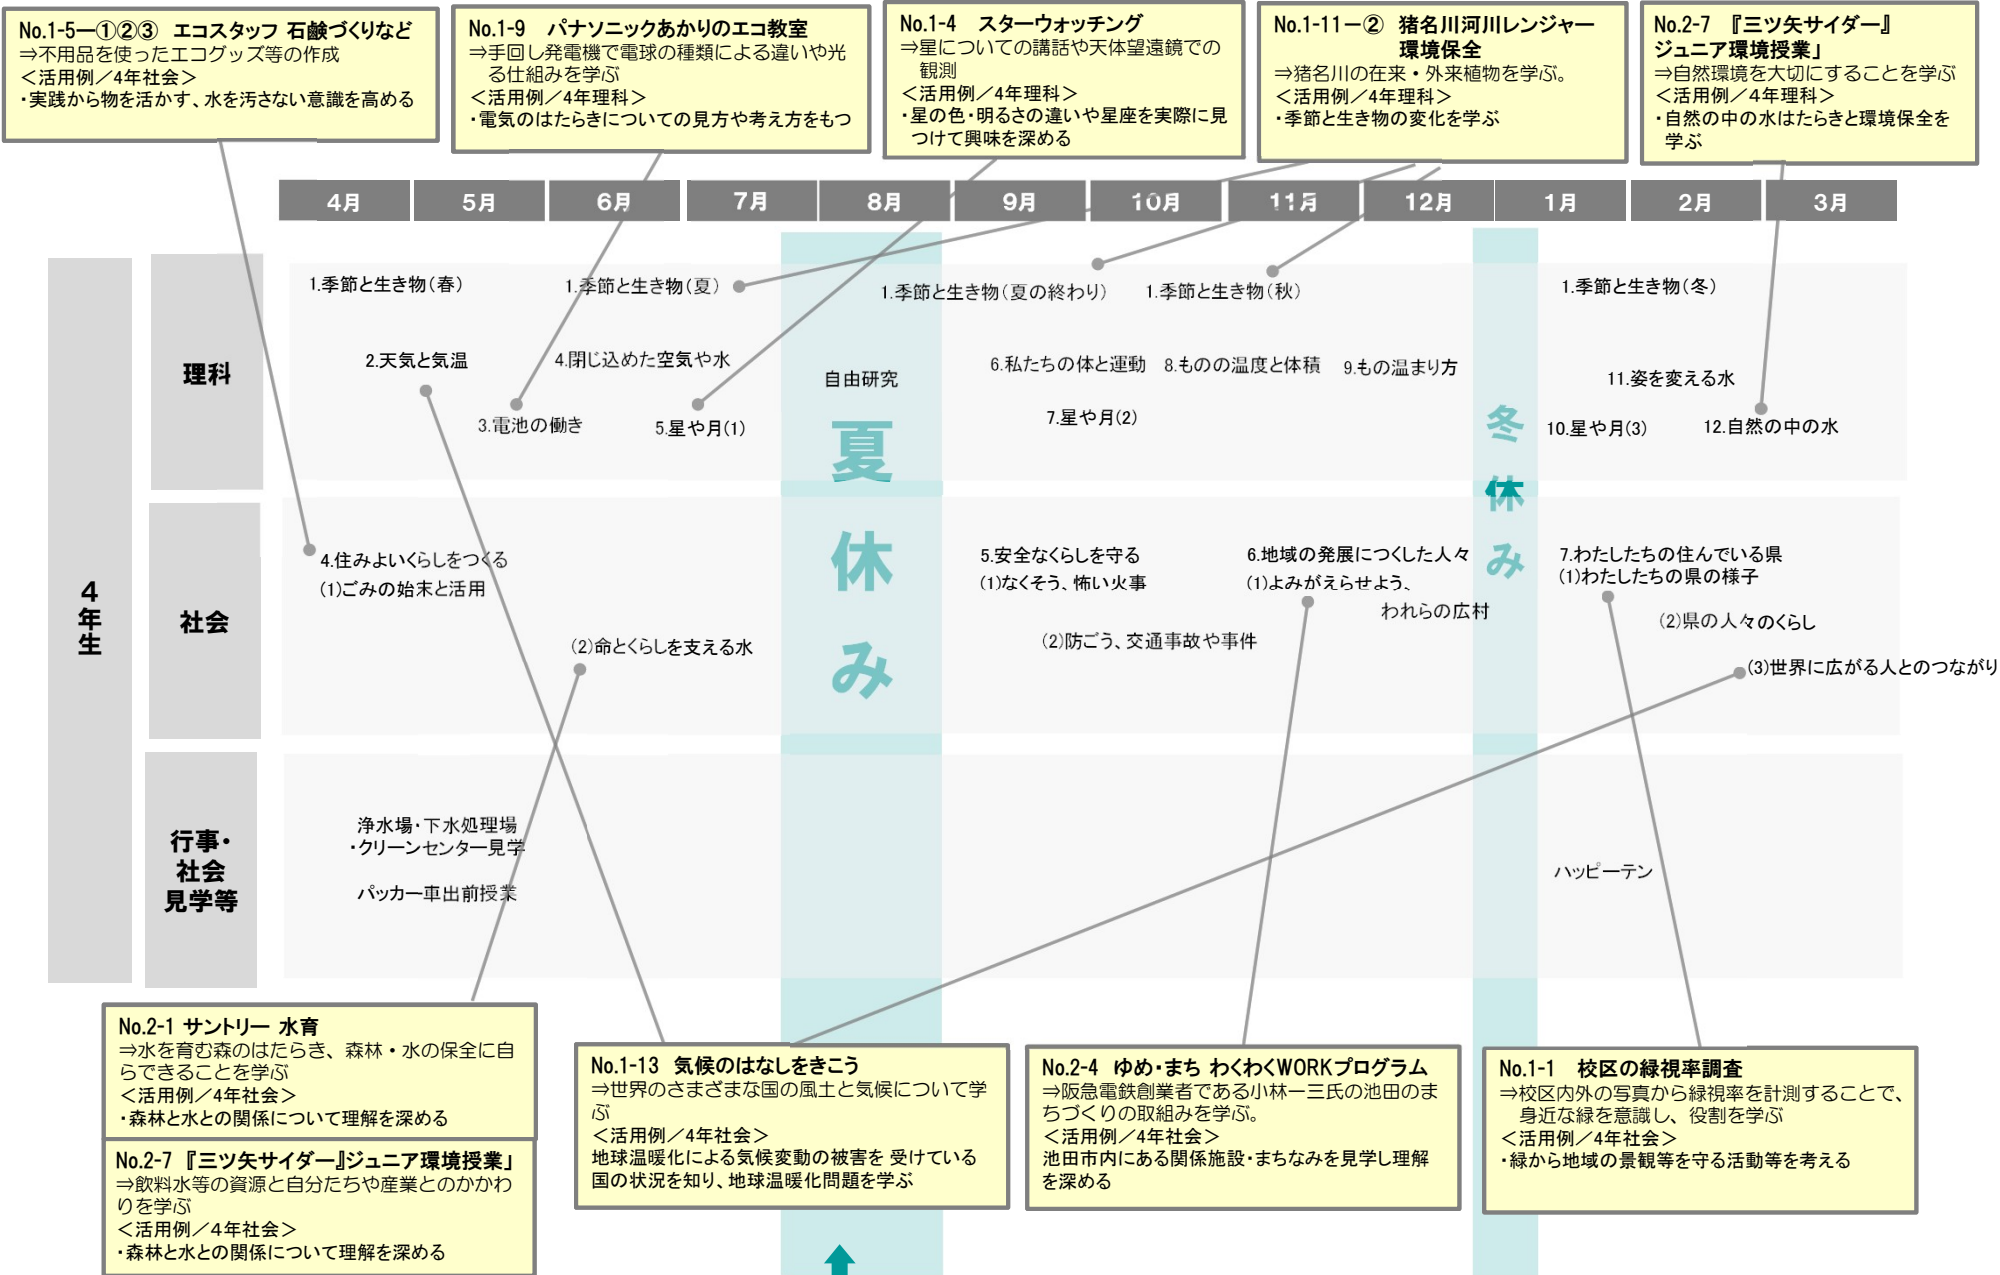 No.1-5―①②③　エコスタッフ 石鹸づくりなど
⇒不用品を使ったエコグッズ等の作成
＜活用例／4年社会＞
・実践から物を活かす、水を汚さない意識を高める
No.1-9　パナソニックあかりのエコ教室
⇒手回し発電機で電球の種類による違いや光
る仕組みを学ぶ
＜活用例／4年理科＞
・電気のはたらきについての見方や考え方をもつ
No.1-4　スターウォッチング
⇒星についての講話や天体望遠鏡での
観測
＜活用例／4年理科＞
・星の色・明るさの違いや星座を実際に見
つけて興味を深める
No.1-11－②　猪名川河川レンジャー
環境保全
⇒猪名川の在来・外来植物を学ぶ。
＜活用例／4年理科＞
・季節と生き物の変化を学ぶ
No.2-7　『三ツ矢サイダー』
ジュニア環境授業」
⇒自然環境を大切にすることを学ぶ
＜活用例／4年理科＞
・自然の中の水はたらきと環境保全を
学ぶ
4月 5月 6月 7月 8月 9月 10月 11月 12月 1月 2月 3月
4年生
理科
1.季節と生き物（春）
1.季節と生き物（夏）
1.季節と生き物（夏の終わり）
1.季節と生き物（秋）
1.季節と生き物（冬）
2.天気と気温
4.閉じ込めた空気や水
自由研究
6.私たちの体と運動
8.ものの温度と体積
9.もの温まり方
11.姿を変える水
3.電池の働き
5.星や月(1)
7.星や月(2)
10.星や月(3)
12.自然の中の水
夏休み
冬休み
社会
4.住みよいくらしをつくる
(1)ごみの始末と活用
(2)命とくらしを支える水
5.安全なくらしを守る
(1)なくそう、怖い火事
(2)防ごう、交通事故や事件
6.地域の発展につくした人々
(1)よみがえらせよう、
われらの広村
7.わたしたちの住んでいる県
(1)わたしたちの県の様子
(2)県の人々のくらし
(3)世界に広がる人とのつながり
行事・
社会
見学等
浄水場・下水処理場
・クリーンセンター見学
パッカー車出前授業
ハッピーテン
No.2-1 サントリー 水育
⇒水を育む森のはたらき、森林・水の保全に自
らできることを学ぶ
＜活用例／4年社会＞
・森林と水との関係について理解を深める
No.2-7 『三ツ矢サイダー』ジュニア環境授業」
⇒飲料水等の資源と自分たちや産業とのかかわ
りを学ぶ
＜活用例／4年社会＞
・森林と水との関係について理解を深める
No.1-13　気候のはなしをきこう
⇒世界のさまざまな国の風土と気候について学
ぶ
＜活用例／4年社会＞
地球温暖化による気候変動の被害を 受けている
国の状況を知り、地球温暖化問題を学ぶ
No.2-4　ゆめ・まち わくわくWORKプログラム
⇒阪急電鉄創業者である小林一三氏の池田のま
ちづくりの取組みを学ぶ。
＜活用例／4年社会＞
池田市内にある関係施設・まちなみを見学し理解
を深める
No.1-1　校区の緑視率調査
⇒校区内外の写真から緑視率を計測することで、
身近な緑を意識し、役割を学ぶ
＜活用例／4年社会＞
・緑から地域の景観等を守る活動等を考える